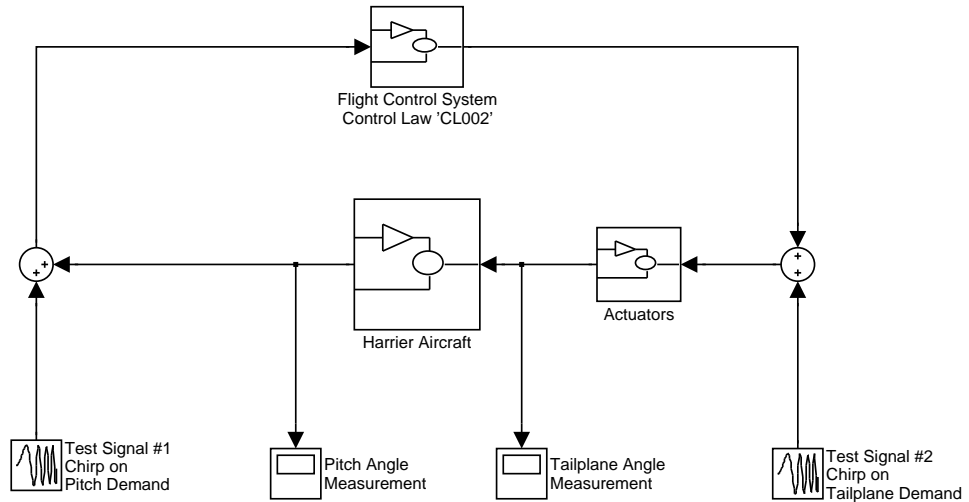 Flight Control System
Control Law 'CL002'
+
+
+
+
Actuators
Harrier Aircraft
Test Signal #1
Chirp on
Pitch Demand
Pitch Angle
Measurement
Tailplane Angle
Measurement
Test Signal #2
Chirp on
Tailplane Demand